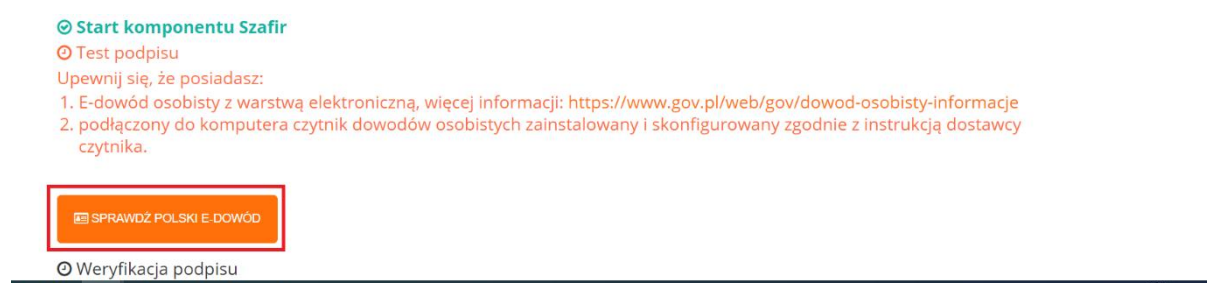 Start komponentu Szafir
Test podpisu
Upewnij się, że posiadasz:
1. E-dowód osobisty z warstwą elektroniczną, więcej informacji: https://www.gov.pl/web/gov/dowod-osobisty-informacje
2. podłączony do komputera czytnik dowodów osobistych zainstalowany i skonfigurowany zgodnie z instrukcją dostawcy
czytnika.
SPRAWDŹ POLSKI E-DOWÓD
Weryfikacja podpisu